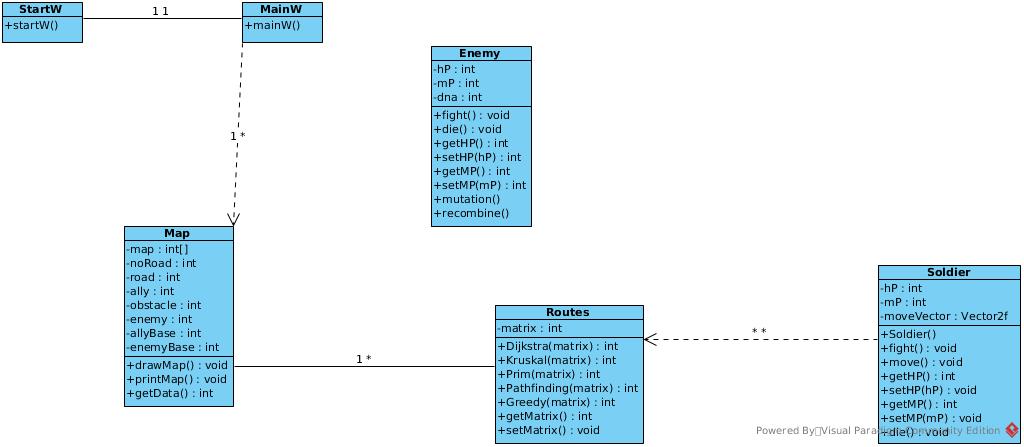 StartW
+startW()
1 1
MainW
+mainW()
1 *
Enemy
-hP : int
-mP : int
-dna : int
+fight() : void
+die() : void
+getHP() : int
+setHP(hP) : int
+getMP() : int
+setMP(mP) : int
+mutation()
+recombine()
Map
-map : int[]
-noRoad : int
-road : int
-ally : int
-obstacle : int
-enemy : int
-allyBase : int
-enemyBase : int
+drawMap() : void
+printMap() : void
+getData() : int
1 *
Routes
-matrix : int
+Dijkstra(matrix) : int
+Kruskal(matrix) : int
+Prim(matrix) : int
+Pathfinding(matrix) : int
+Greedy(matrix) : int
+getMatrix() : int
+setMatrix() : void
* *
Soldier
-hP : int
-mP : int
-moveVector : Vector2f
+Soldier()
+fight() : void
+move() : void
+getHP() : int
+setHP(hP) : void
+getMP() : int
+setMP(mP) : void
+die() : void
Powered By Visual Paradigm Community Edition